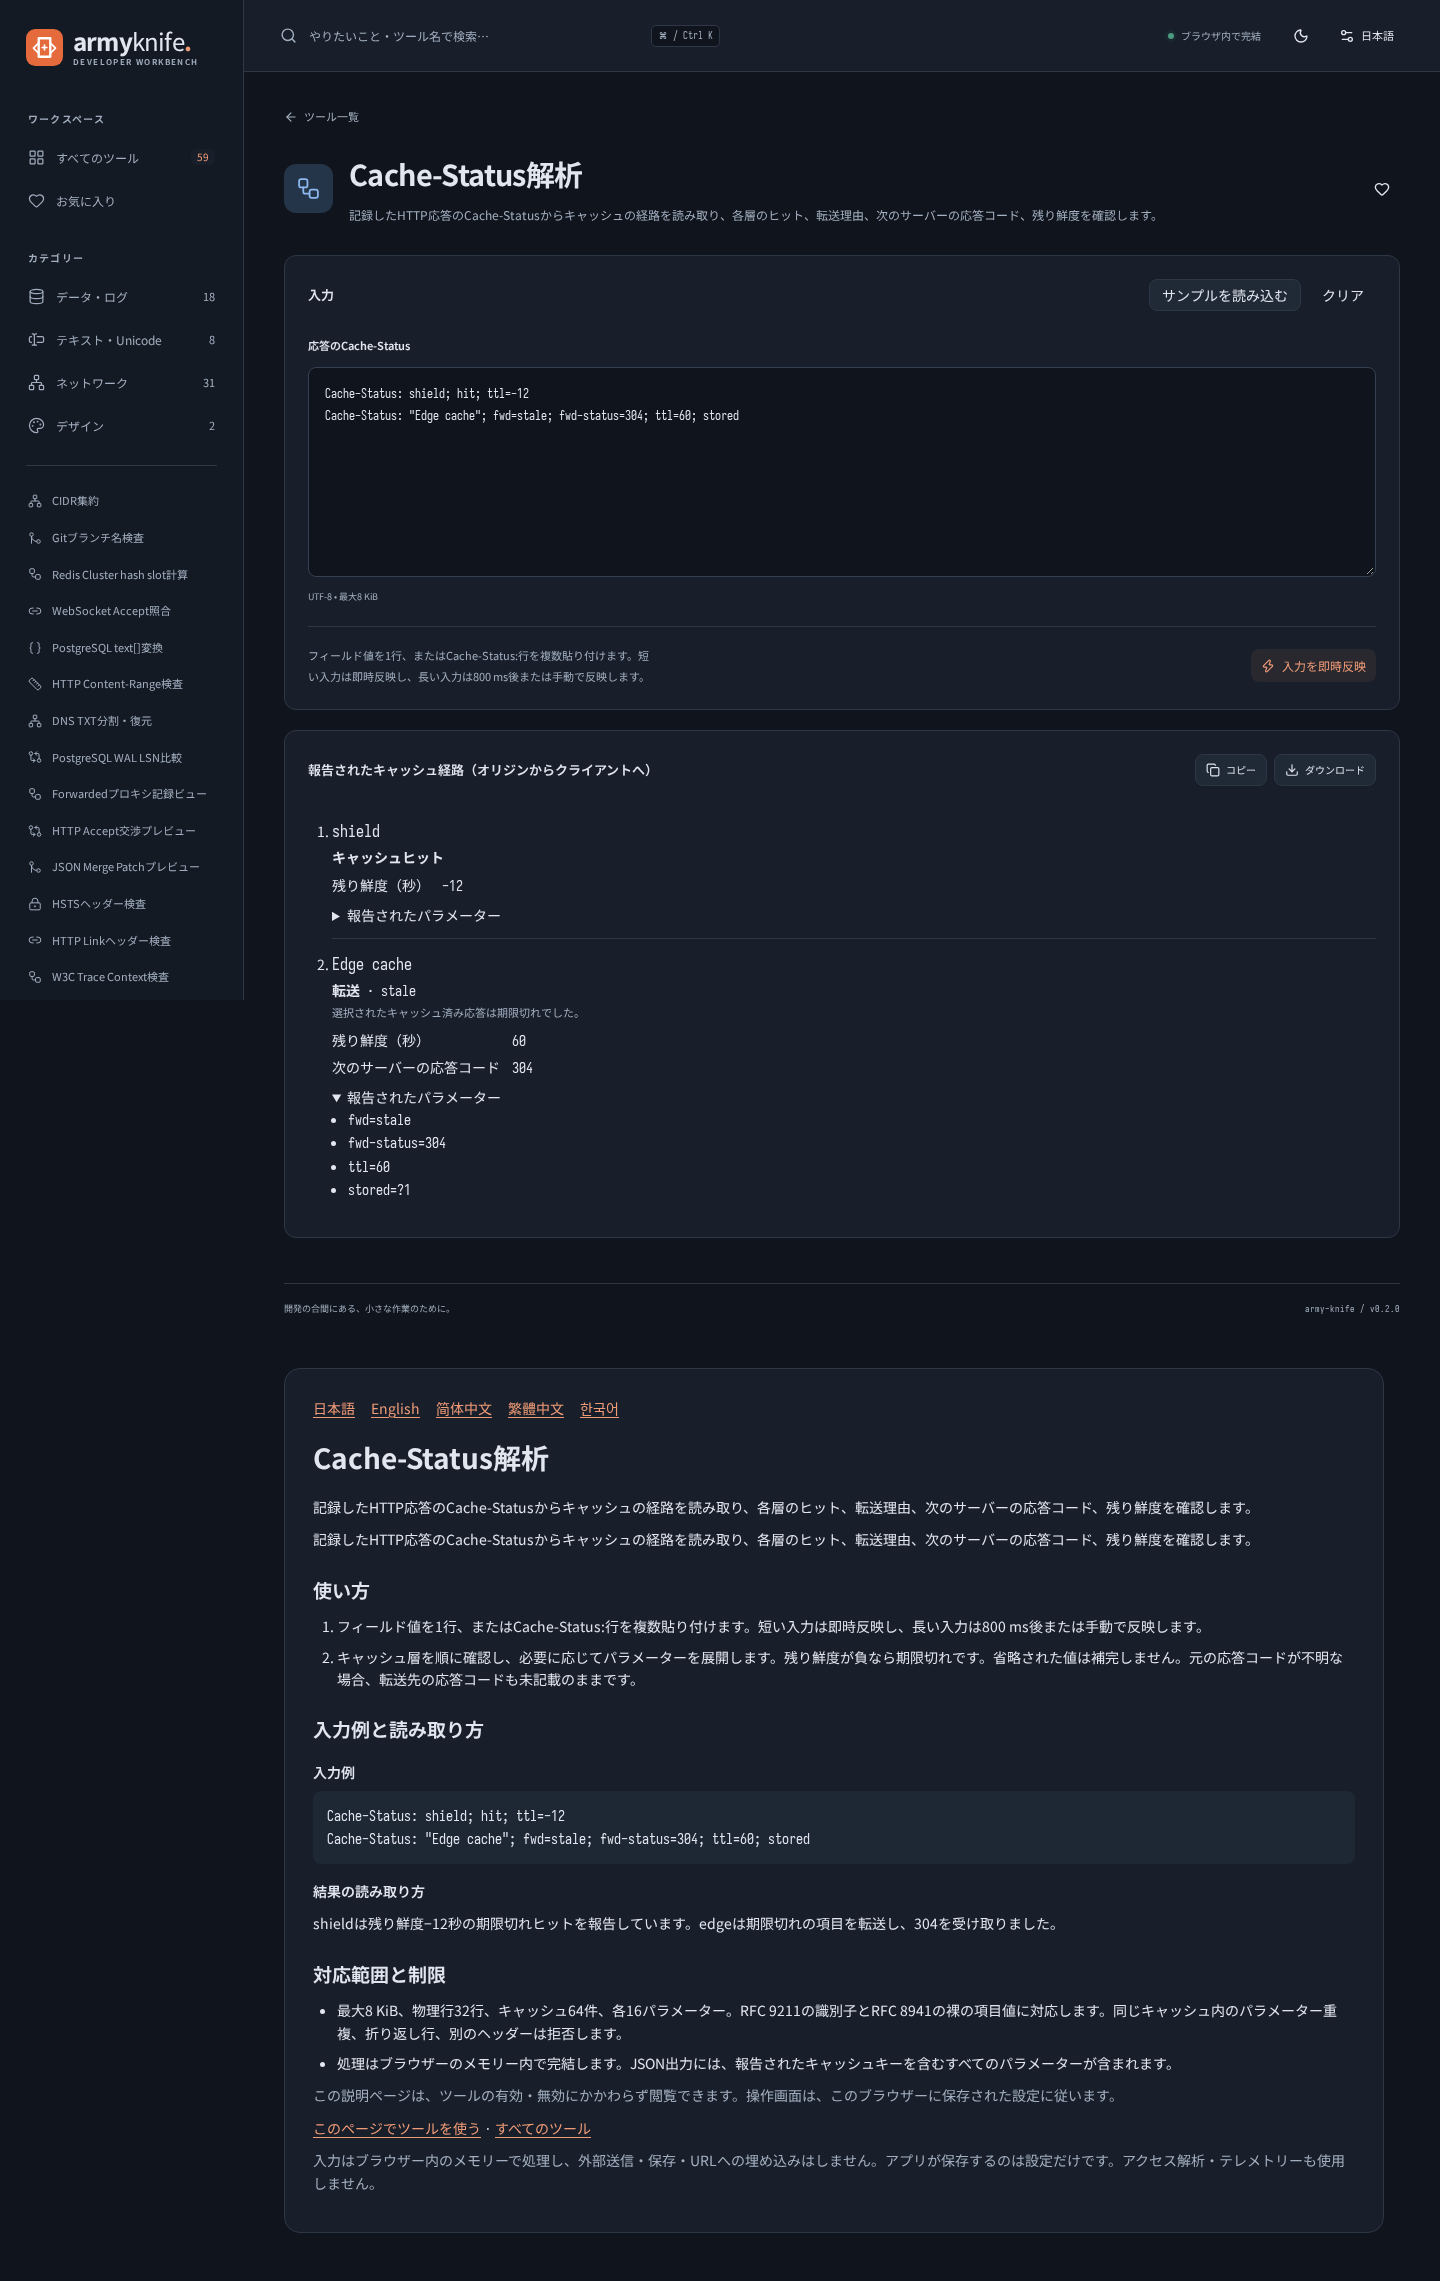 armyknife.
DEVELOPER WORKBENCH
ワークスペース
すべてのツール 59
お気に入り
カテゴリー
データ・ログ 18
テキスト・Unicode 8
ネットワーク 31
デザイン 2
CIDR集約
Gitブランチ名検査
Redis Cluster hash slot計算
WebSocket Accept照合
PostgreSQL text[]変換
HTTP Content-Range検査
DNS TXT分割・復元
PostgreSQL WAL LSN比較
Forwardedプロキシ記録ビュー
HTTP Accept交渉プレビュー
JSON Merge Patchプレビュー
HSTSヘッダー検査
HTTP Linkヘッダー検査
W3C Trace Context検査
やりたいこと・ツール名で検索… ⌘ / Ctrl K
ブラウザ内で完結
日本語
ツール一覧
Cache-Status解析
記録したHTTP応答のCache-Statusからキャッシュの経路を読み取り、各層のヒット、転送理由、次のサーバーの応答コード、残り鮮度を確認します。
入力
サンプルを読み込む クリア
応答のCache-Status
Cache-Status: shield; hit; ttl=-12
Cache-Status: "Edge cache"; fwd=stale; fwd-status=304; ttl=60; stored
UTF-8 • 最大8 KiB
フィールド値を1行、またはCache-Status:行を複数貼り付けます。短
い入力は即時反映し、長い入力は800 ms後または手動で反映します。
入力を即時反映
報告されたキャッシュ経路（オリジンからクライアントへ）
コピー ダウンロード
1. shield
キャッシュヒット
残り鮮度（秒） -12
▶ 報告されたパラメーター
2. Edge cache
転送 · stale
選択されたキャッシュ済み応答は期限切れでした。
残り鮮度（秒） 60
次のサーバーの応答コード 304
▼ 報告されたパラメーター
• fwd=stale
• fwd-status=304
• ttl=60
• stored=?1
開発の合間にある、小さな作業のために。
army-knife / v0.2.0
日本語 English 简体中文 繁體中文 한국어
Cache-Status解析
記録したHTTP応答のCache-Statusからキャッシュの経路を読み取り、各層のヒット、転送理由、次のサーバーの応答コード、残り鮮度を確認します。
記録したHTTP応答のCache-Statusからキャッシュの経路を読み取り、各層のヒット、転送理由、次のサーバーの応答コード、残り鮮度を確認します。
使い方
1. フィールド値を1行、またはCache-Status:行を複数貼り付けます。短い入力は即時反映し、長い入力は800 ms後または手動で反映します。
2. キャッシュ層を順に確認し、必要に応じてパラメーターを展開します。残り鮮度が負なら期限切れです。省略された値は補完しません。元の応答コードが不明な
場合、転送先の応答コードも未記載のままです。
入力例と読み取り方
入力例
Cache-Status: shield; hit; ttl=-12
Cache-Status: "Edge cache"; fwd=stale; fwd-status=304; ttl=60; stored
結果の読み取り方
shieldは残り鮮度−12秒の期限切れヒットを報告しています。edgeは期限切れの項目を転送し、304を受け取りました。
対応範囲と制限
• 最大8 KiB、物理行32行、キャッシュ64件、各16パラメーター。RFC 9211の識別子とRFC 8941の裸の項目値に対応します。同じキャッシュ内のパラメーター重
複、折り返し行、別のヘッダーは拒否します。
• 処理はブラウザーのメモリー内で完結します。JSON出力には、報告されたキャッシュキーを含むすべてのパラメーターが含まれます。
この説明ページは、ツールの有効・無効にかかわらず閲覧できます。操作画面は、このブラウザーに保存された設定に従います。
このページでツールを使う · すべてのツール
入力はブラウザー内のメモリーで処理し、外部送信・保存・URLへの埋め込みはしません。アプリが保存するのは設定だけです。アクセス解析・テレメトリーも使用
しません。